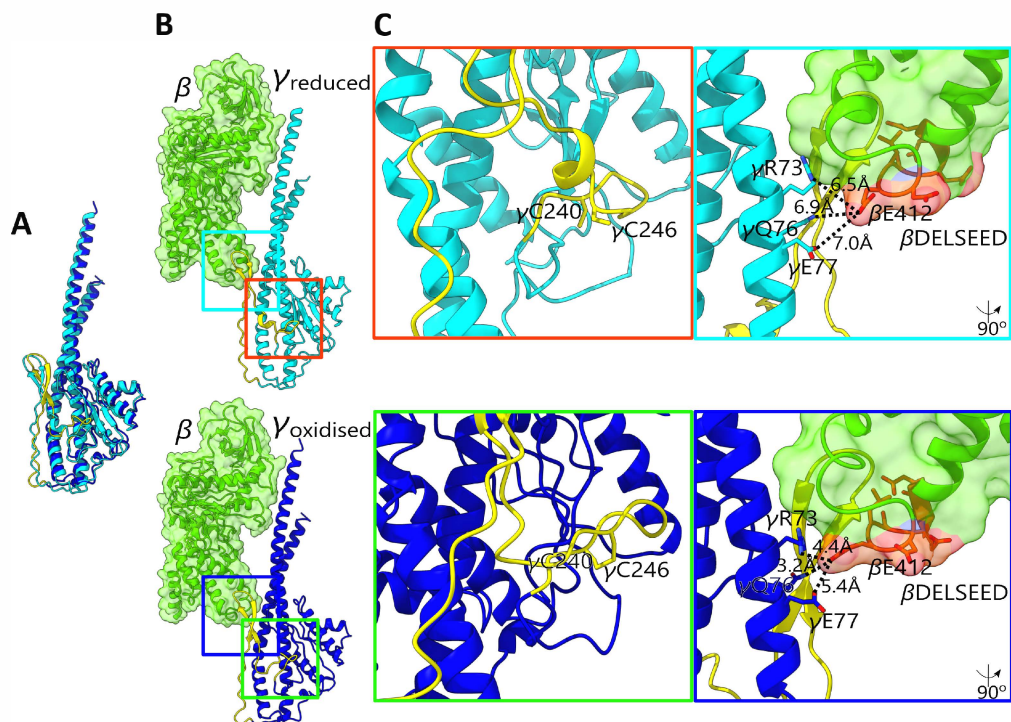 A
B
C
β
γreduced
γC240
γC246
γR73
6.5Å
6.9Å
βE412
γQ76
7.0Å
βDELSEED
γE77
90°
β
γoxidised
γC240
γC246
γR73
4.4Å
3.2Å
βE412
γQ76
5.4Å
βDELSEED
γE77
90°